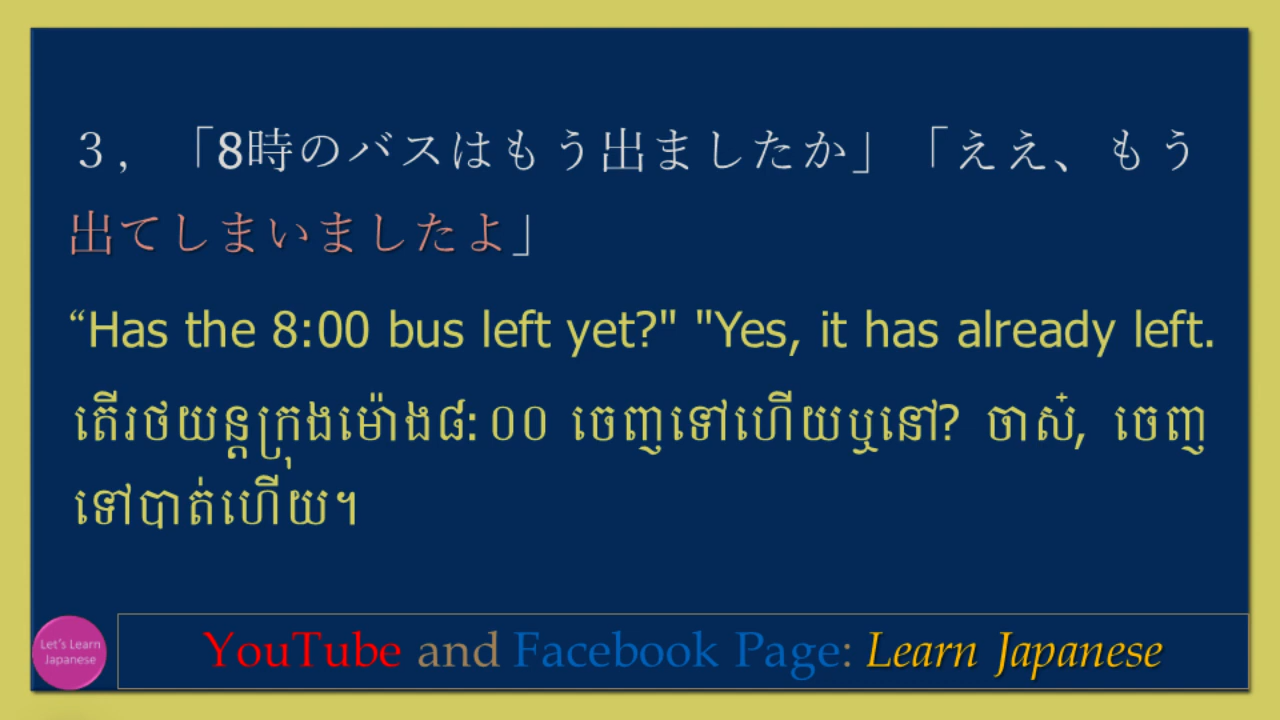 ３，「8時のバスはもう出ましたか」「ええ、もう
出てしまいましたよ」
“Has the 8:00 bus left yet?" "Yes, it has already left.
តើរថយន្តក្រុងម៉ោង៨:០០ ចេញទៅហើយឬនៅ? ចាស៎, ចេញ
ទៅបាត់ហើយ។
Let's Learn
Japanese
YouTube and Facebook Page: Learn Japanese